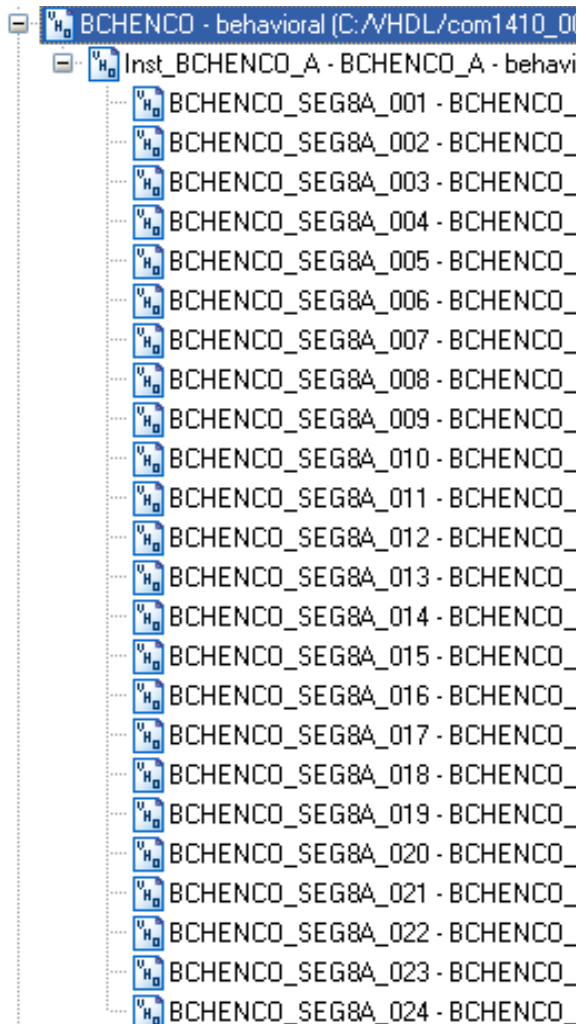 BCHENCO - behavioral (C:/VHDL/com1410_00
Inst_BCHENCO_A - BCHENCO_A - behavi
BCHENCO_SEG8A_001 - BCHENCO_
BCHENCO_SEG8A_002 - BCHENCO_
BCHENCO_SEG8A_003 - BCHENCO_
BCHENCO_SEG8A_004 - BCHENCO_
BCHENCO_SEG8A_005 - BCHENCO_
BCHENCO_SEG8A_006 - BCHENCO_
BCHENCO_SEG8A_007 - BCHENCO_
BCHENCO_SEG8A_008 - BCHENCO_
BCHENCO_SEG8A_009 - BCHENCO_
BCHENCO_SEG8A_010 - BCHENCO_
BCHENCO_SEG8A_011 - BCHENCO_
BCHENCO_SEG8A_012 - BCHENCO_
BCHENCO_SEG8A_013 - BCHENCO_
BCHENCO_SEG8A_014 - BCHENCO_
BCHENCO_SEG8A_015 - BCHENCO_
BCHENCO_SEG8A_016 - BCHENCO_
BCHENCO_SEG8A_017 - BCHENCO_
BCHENCO_SEG8A_018 - BCHENCO_
BCHENCO_SEG8A_019 - BCHENCO_
BCHENCO_SEG8A_020 - BCHENCO_
BCHENCO_SEG8A_021 - BCHENCO_
BCHENCO_SEG8A_022 - BCHENCO_
BCHENCO_SEG8A_023 - BCHENCO_
BCHENCO_SEG8A_024 - BCHENCO_